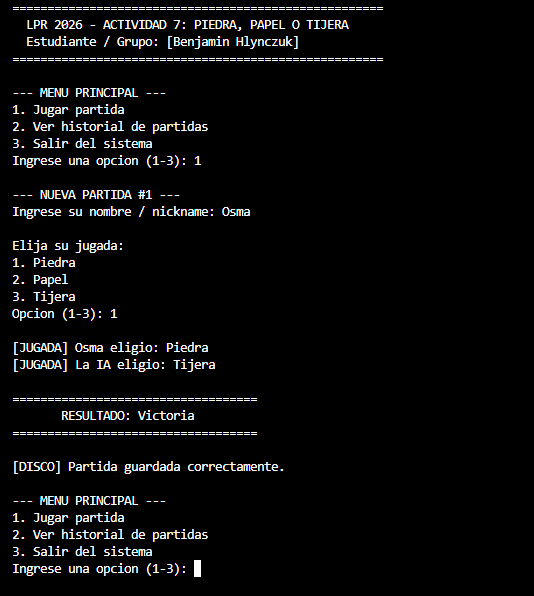 =====================================================
LPR 2026 - ACTIVIDAD 7: PIEDRA, PAPEL O TIJERA
Estudiante / Grupo: [Benjamin Hlynczuk]
=====================================================
--- MENU PRINCIPAL ---
1. Jugar partida
2. Ver historial de partidas
3. Salir del sistema
Ingrese una opcion (1-3): 1
--- NUEVA PARTIDA #1 ---
Ingrese su nombre / nickname: Osma
Elija su jugada:
1. Piedra
2. Papel
3. Tijera
Opcion (1-3): 1
[JUGADA] Osma eligio: Piedra
[JUGADA] La IA eligio: Tijera
===================================
RESULTADO: Victoria
===================================
[DISCO] Partida guardada correctamente.
--- MENU PRINCIPAL ---
1. Jugar partida
2. Ver historial de partidas
3. Salir del sistema
Ingrese una opcion (1-3):